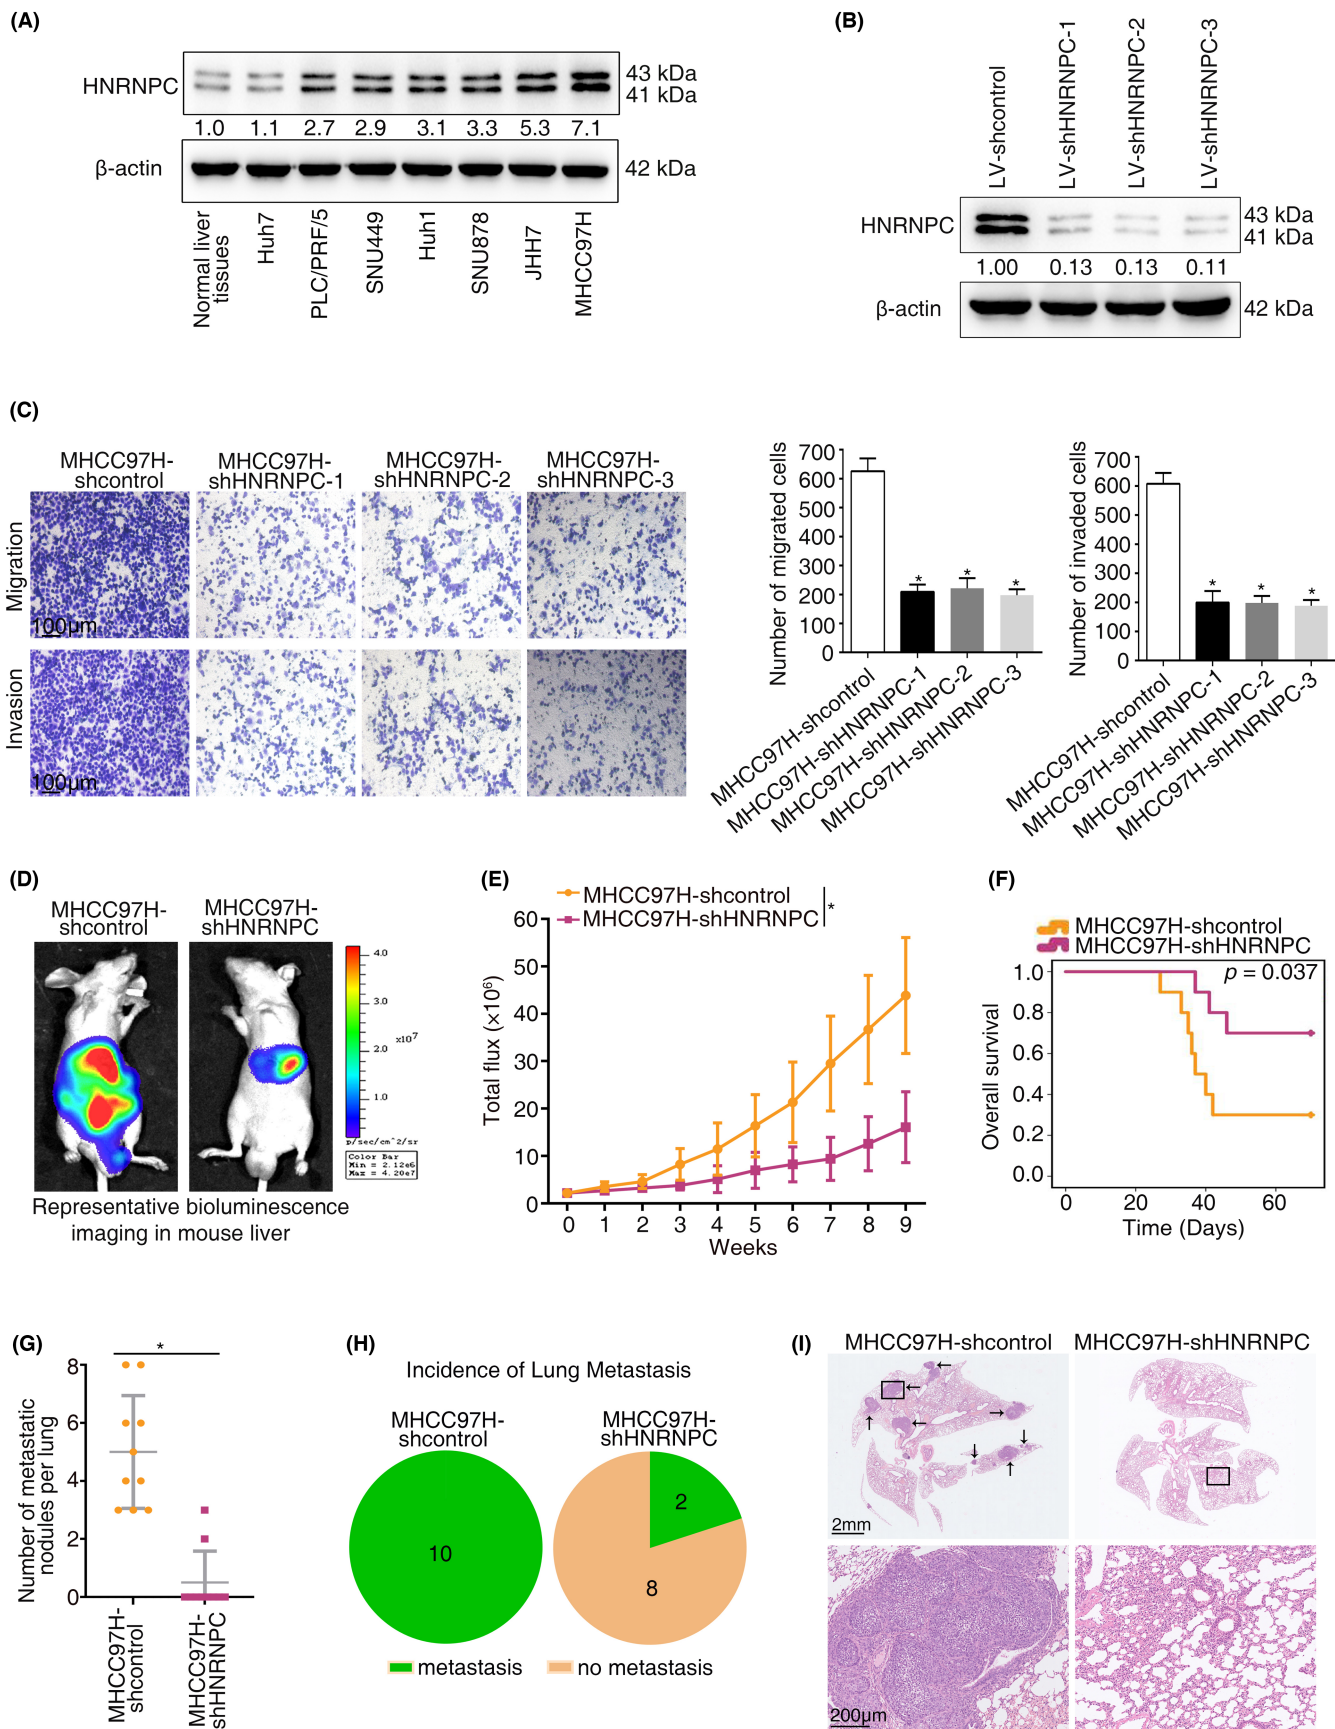 (A)
HNRNPC
43 kDa
41 kDa
1.0 1.1 2.7 2.9 3.1 3.3 5.3 7.1
β-actin
42 kDa
Normal liver
tissues
Huh7
PLC/PRF/5
SNU449
Huh1
SNU878
JHH7
MHCC97H
(B)
LV-shcontrol
LV-shHNRNPC-1
LV-shHNRNPC-2
LV-shHNRNPC-3
HNRNPC
43 kDa
41 kDa
1.00 0.13 0.13 0.11
β-actin
42 kDa
(C)
MHCC97H-
shcontrol
MHCC97H-
shHNRNPC-1
MHCC97H-
shHNRNPC-2
MHCC97H-
shHNRNPC-3
Migration
100μm
Invasion
100μm
Number of migrated cells
700
600
500
400
300
200
100
0
* * *
MHCC97H-shcontrol
MHCC97H-shHNRNPC-1
MHCC97H-shHNRNPC-2
MHCC97H-shHNRNPC-3
Number of invaded cells
700
600
500
400
300
200
100
0
* * *
MHCC97H-shcontrol
MHCC97H-shHNRNPC-1
MHCC97H-shHNRNPC-2
MHCC97H-shHNRNPC-3
(D)
MHCC97H-
shcontrol
MHCC97H-
shHNRNPC
4.0
3.0
2.0
x10⁷
1.0
p/sec/cm^2/sr
Color Bar
Min = 2.12e6
Max = 4.20e7
Representative bioluminescence
imaging in mouse liver
(E)
MHCC97H-shcontrol
MHCC97H-shHNRNPC
*
Total flux (×10⁶)
60
50
40
30
20
10
0
0 1 2 3 4 5 6 7 8 9
Weeks
(F)
MHCC97H-shcontrol
MHCC97H-shHNRNPC
p = 0.037
Overall survival
1.0
0.8
0.6
0.4
0.2
0.0
0 20 40 60
Time (Days)
(G)
*
Number of metastatic
nodules per lung
8
6
4
2
0
MHCC97H-
shcontrol
MHCC97H-
shHNRNPC
(H)
Incidence of Lung Metastasis
MHCC97H-
shcontrol
MHCC97H-
shHNRNPC
10
2
8
metastasis
no metastasis
(I)
MHCC97H-shcontrol
MHCC97H-shHNRNPC
2mm
200μm